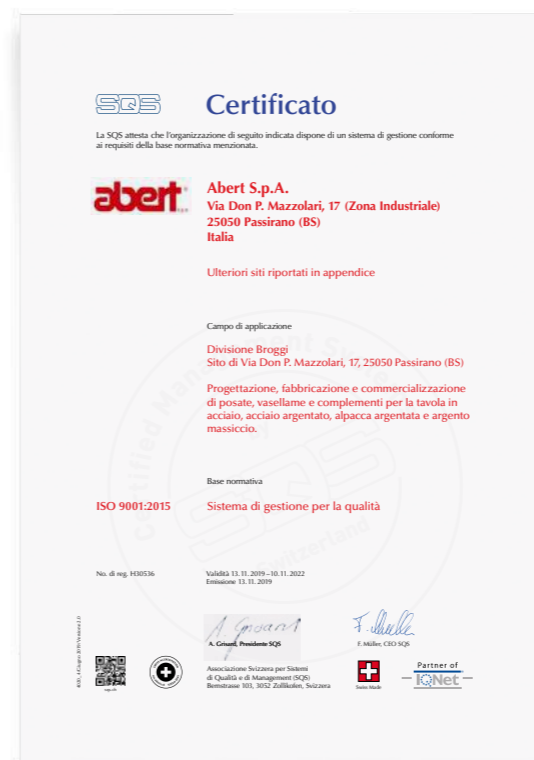 SQS
Certificato
La SQS attesta che l'organizzazione di seguito indicata dispone di un sistema di gestione conforme
ai requisiti della base normativa menzionata.
abert
Abert S.p.A.
Via Don P. Mazzolari, 17 (Zona Industriale)
25050 Passirano (BS)
Italia
Ulteriori siti riportati in appendice
Campo di applicazione
Divisione Broggi
Sito di Via Don P. Mazzolari, 17, 25050 Passirano (BS)
Progettazione, fabbricazione e commercializzazione
di posate, vasellame e complementi per la tavola in
acciaio, acciaio argentato, alpacca argentata e argento
massiccio.
Base normativa
ISO 9001:2015 Sistema di gestione per la qualità
No. di reg. H30536
Validità 13. 11. 2019 –10. 11. 2022
Emissione 13. 11. 2019
A. Grisard, Presidente SQS
F. Müller, CEO SQS
Associazione Svizzera per Sistemi
di Qualità e di Management (SQS)
Bernstrasse 103, 3052 Zollikofen, Svizzera
sqs.ch
Swiss Made
Partner of
IQNet